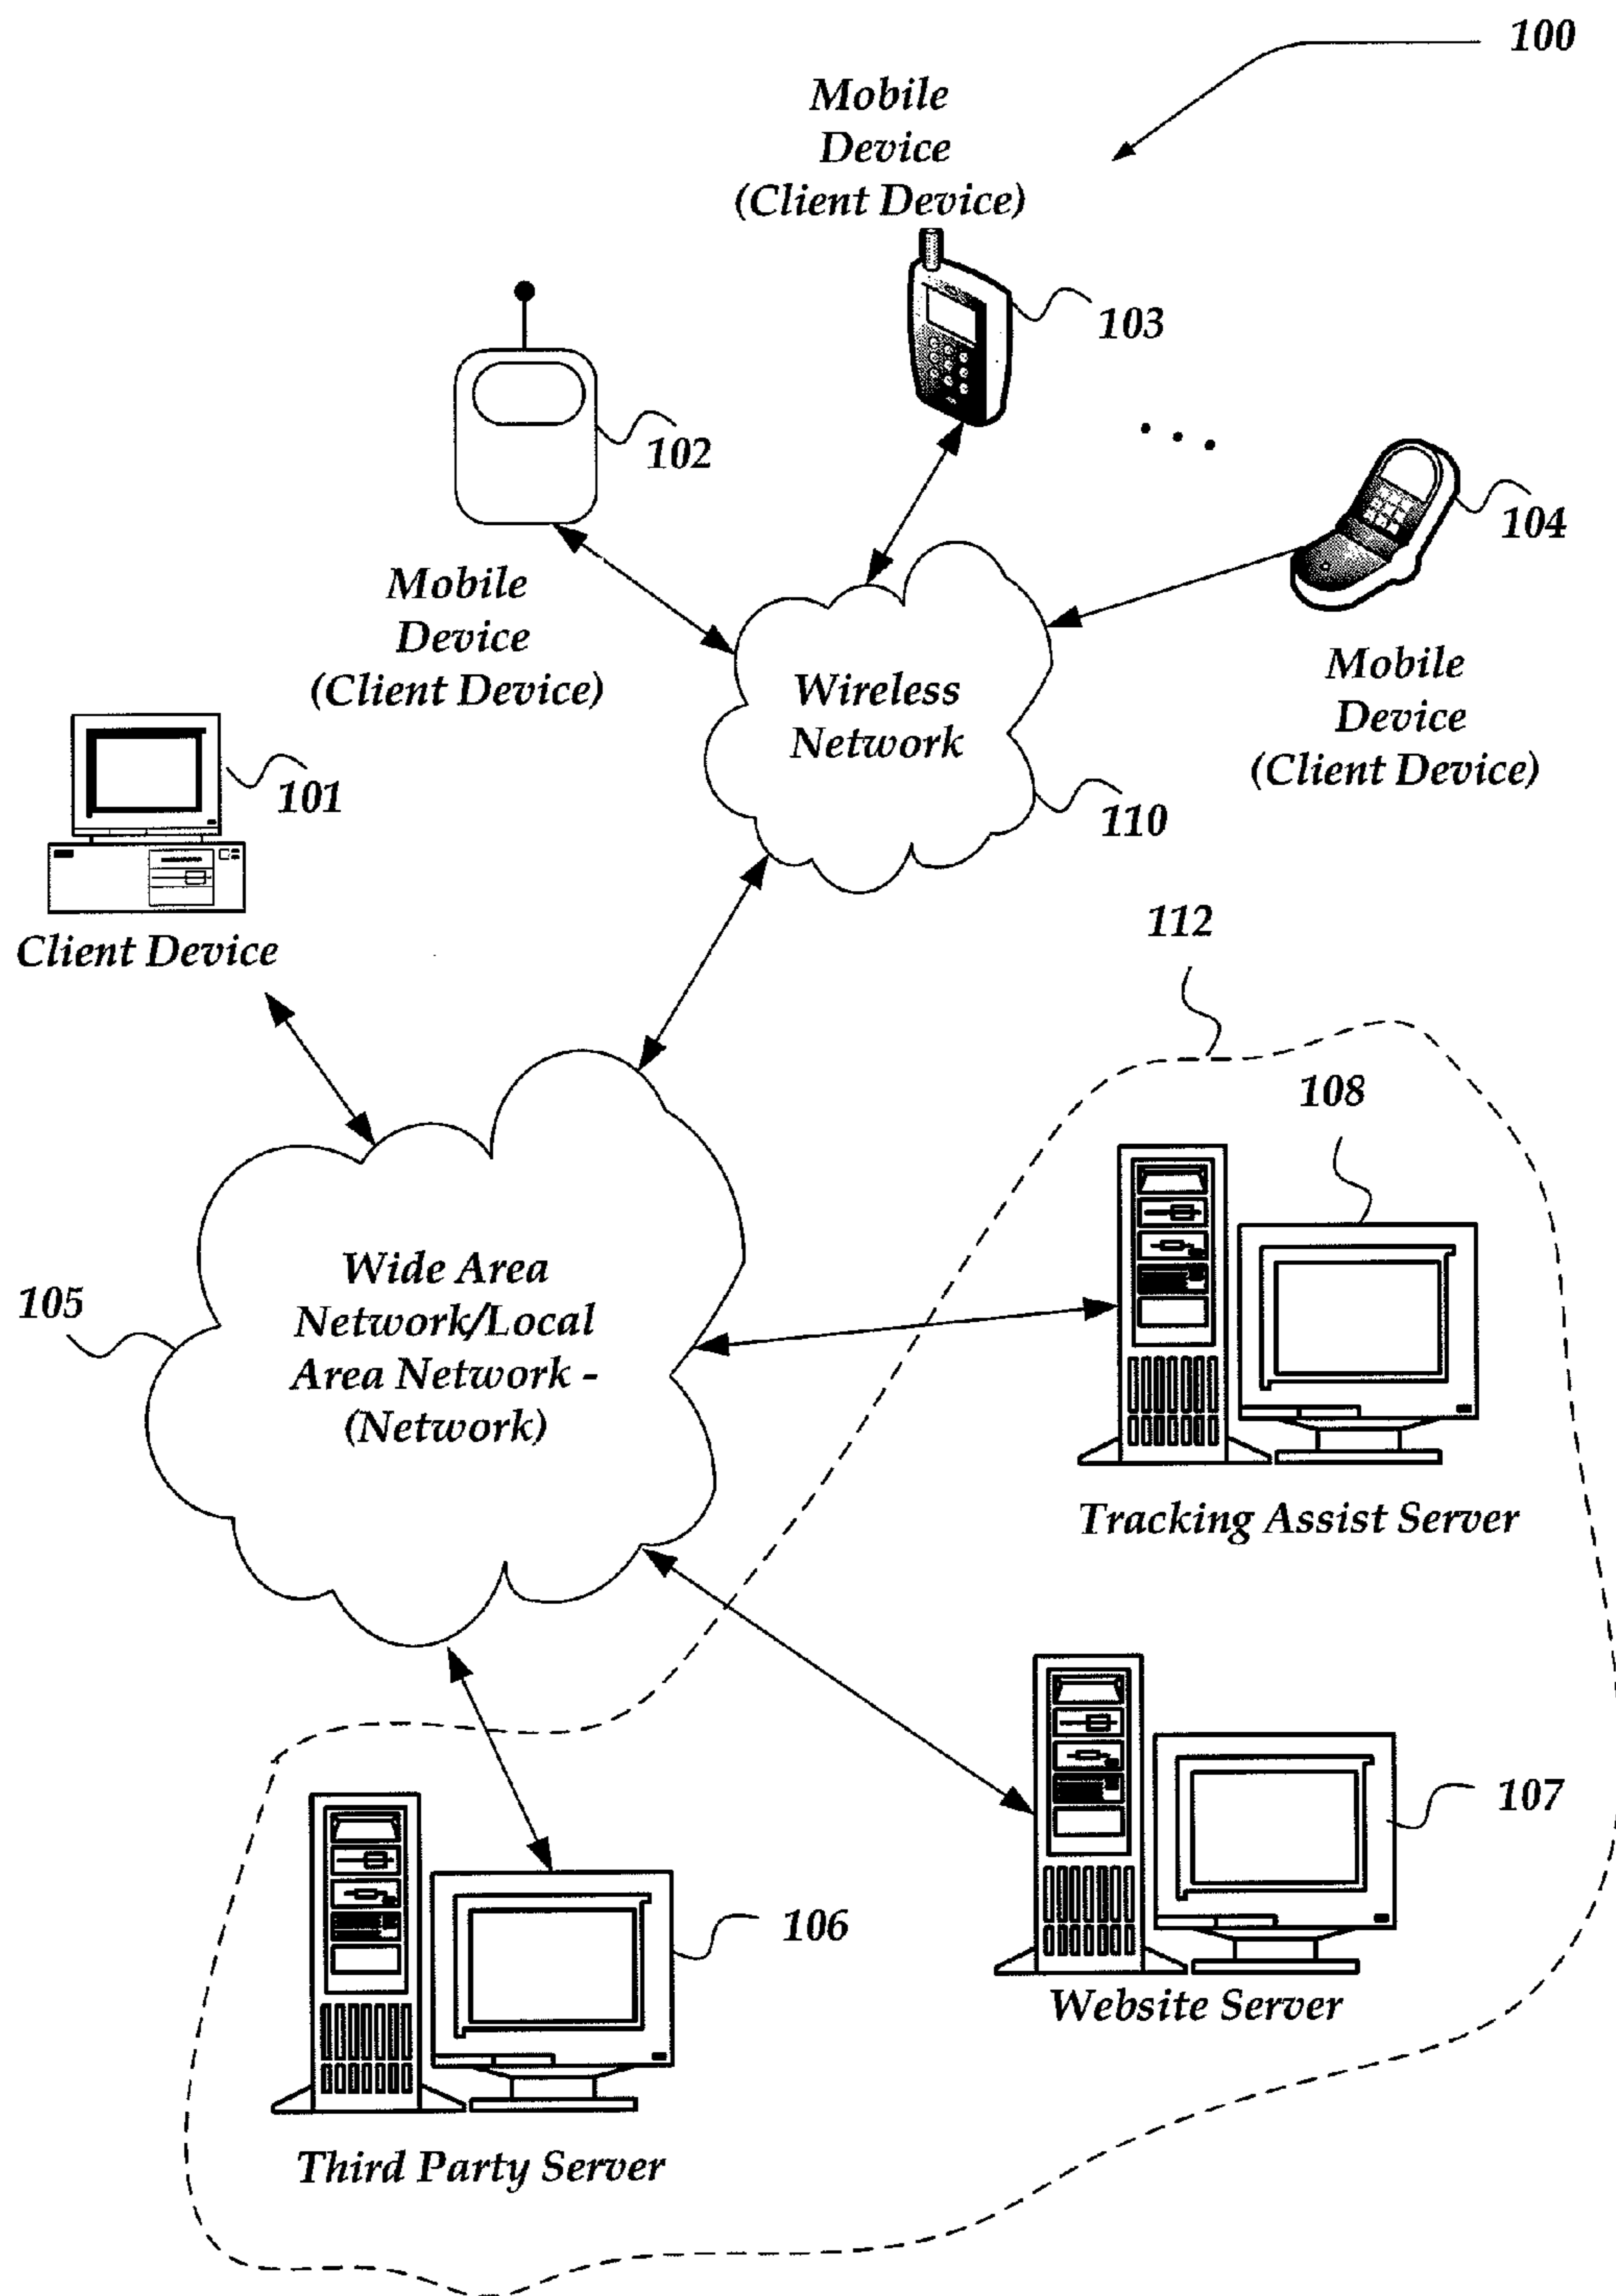 100
Mobile
Device
(Client Device)
103
102
104
Mobile
Device
(Client Device)
Wireless
Network
Mobile
Device
(Client Device)
101
110
Client Device
112
108
105
Wide Area
Network/Local
Area Network -
(Network)
Tracking Assist Server
107
106
Website Server
Third Party Server